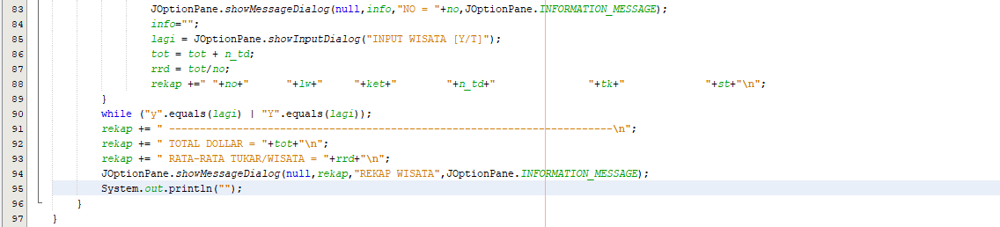 83 JOptionPane.showMessageDialog(null,info,"NO = "+no,JOptionPane.INFORMATION_MESSAGE);
84 info="";
85 lagi = JOptionPane.showInputDialog("INPUT WISATA [Y/T]");
86 tot = tot + n_td;
87 rrd = tot/no;
88 rekap +=" "+no+"      "+lw+"     "+ket+"        "+n_td+"               "+tk+"             "+st+"\n";
89 }
90 while ("y".equals(lagi) | "Y".equals(lagi));
91 rekap += " ------------------------------------------------------------------------\n";
92 rekap += " TOTAL DOLLAR = "+tot+"\n";
93 rekap += " RATA-RATA TUKAR/WISATA = "+rrd+"\n";
94 JOptionPane.showMessageDialog(null,rekap,"REKAP WISATA",JOptionPane.INFORMATION_MESSAGE);
95 System.out.println("");
96 }
97 }